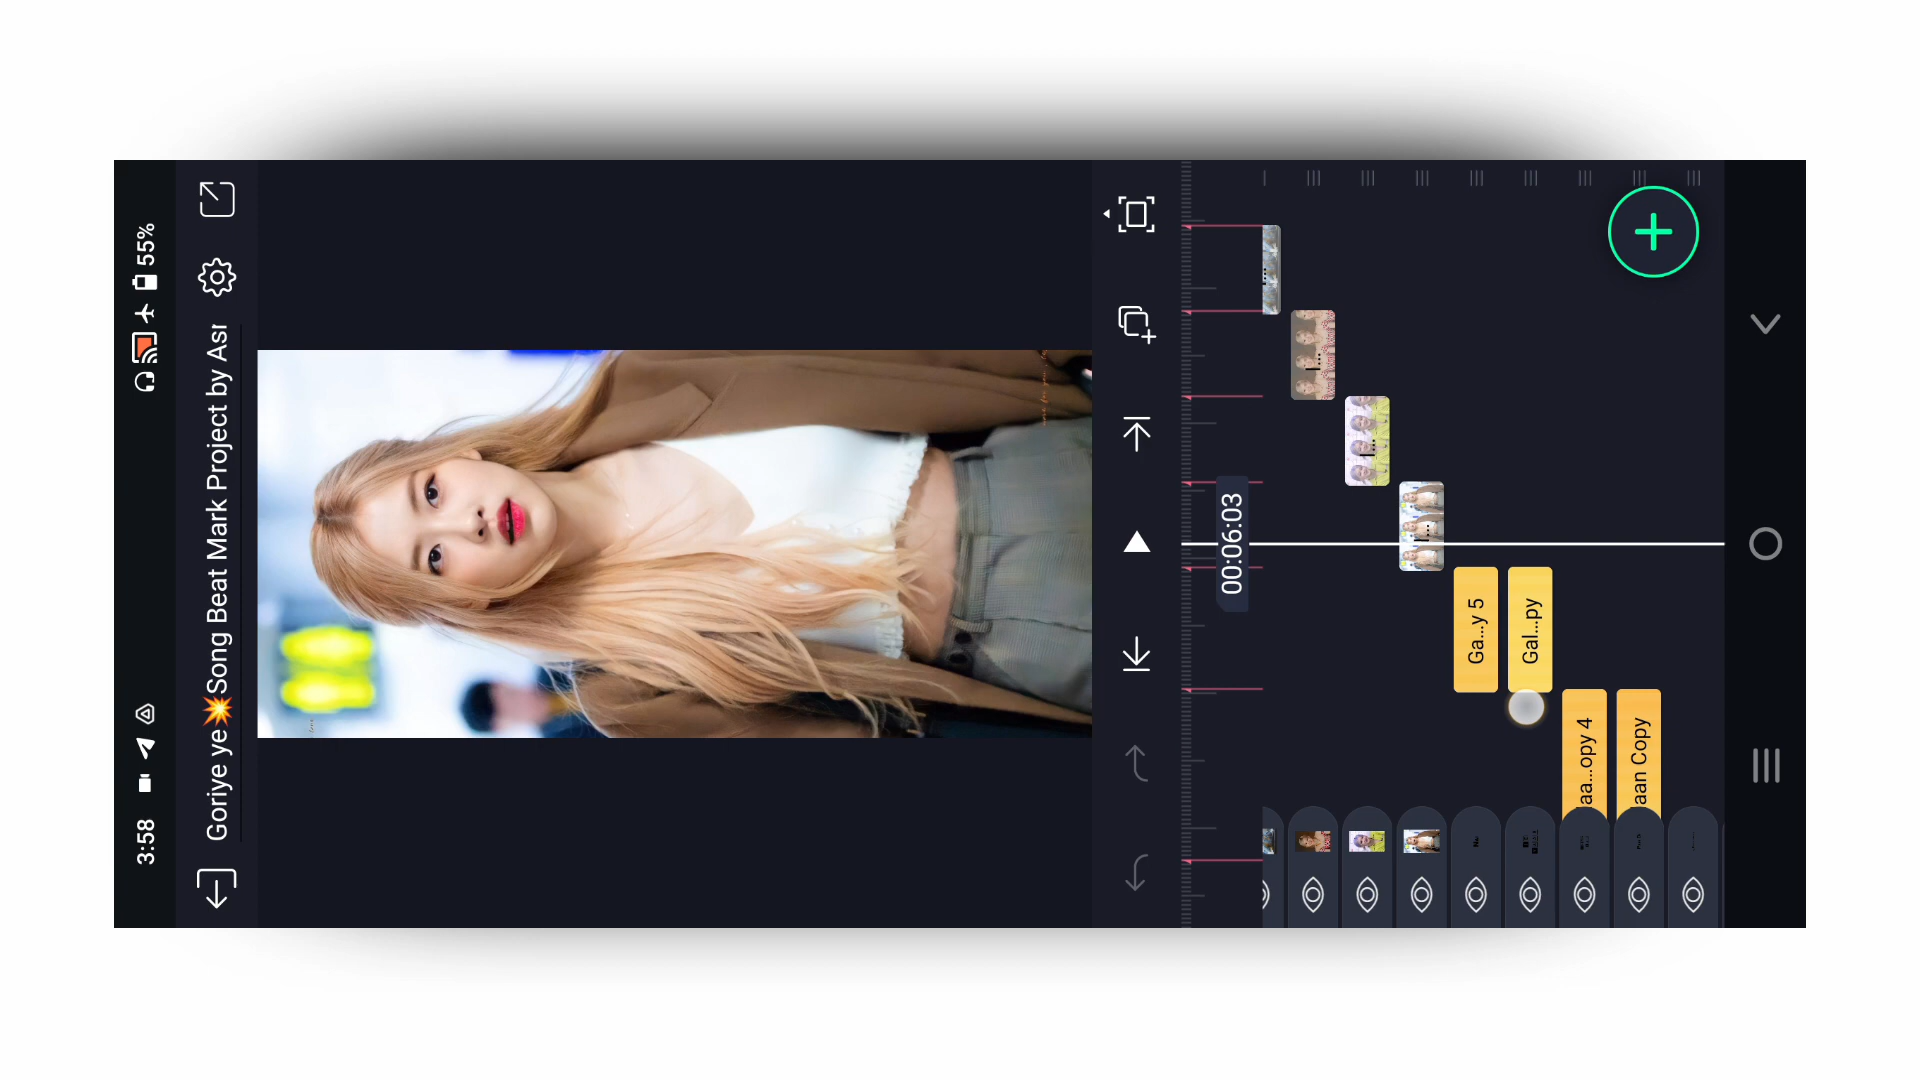 3:58
55%
Goriye ye💥Song Beat Mark Project by Asr
00:06:03
Ga...y 5
Gal...py
aa...opy 4
aan Copy